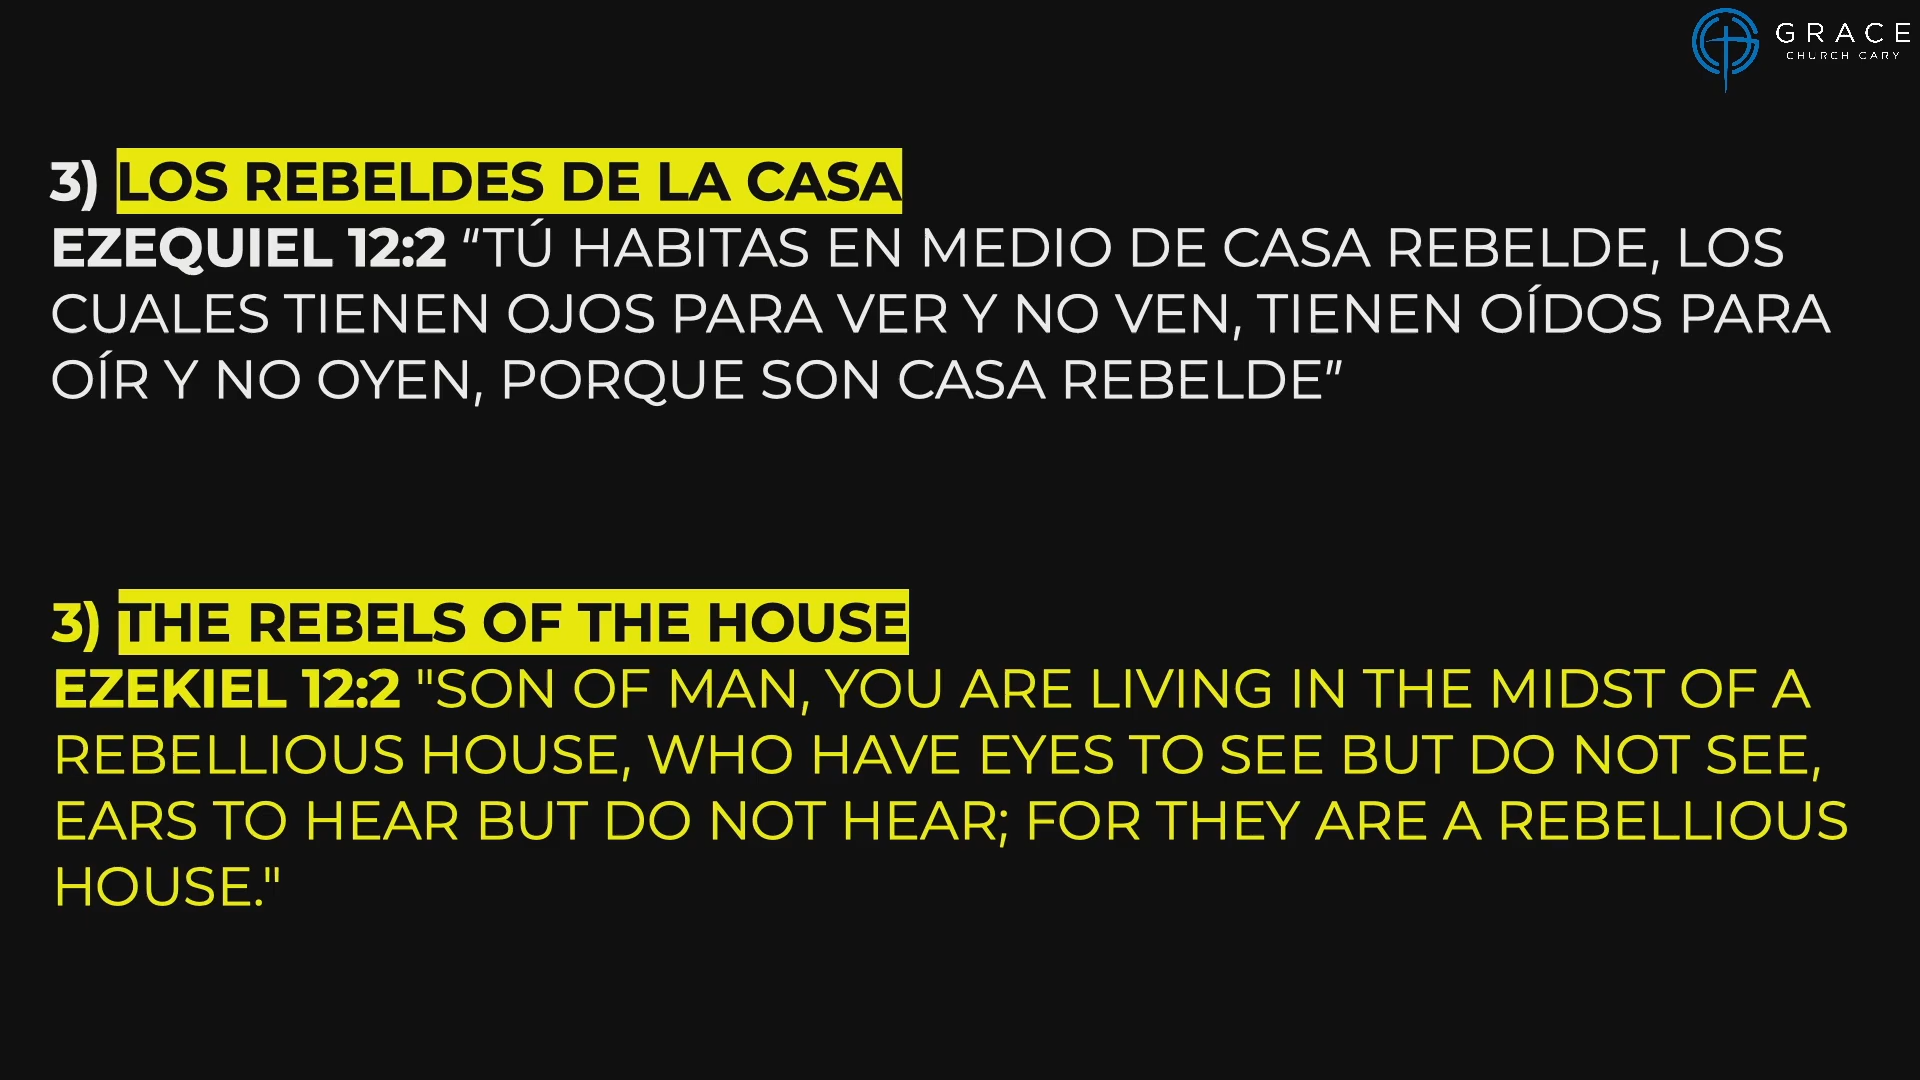 GRACE
CHURCH CARY
3) LOS REBELDES DE LA CASA
EZEQUIEL 12:2 “TÚ HABITAS EN MEDIO DE CASA REBELDE, LOS
CUALES TIENEN OJOS PARA VER Y NO VEN, TIENEN OÍDOS PARA
OÍR Y NO OYEN, PORQUE SON CASA REBELDE”
3) THE REBELS OF THE HOUSE
EZEKIEL 12:2 "SON OF MAN, YOU ARE LIVING IN THE MIDST OF A
REBELLIOUS HOUSE, WHO HAVE EYES TO SEE BUT DO NOT SEE,
EARS TO HEAR BUT DO NOT HEAR; FOR THEY ARE A REBELLIOUS
HOUSE."